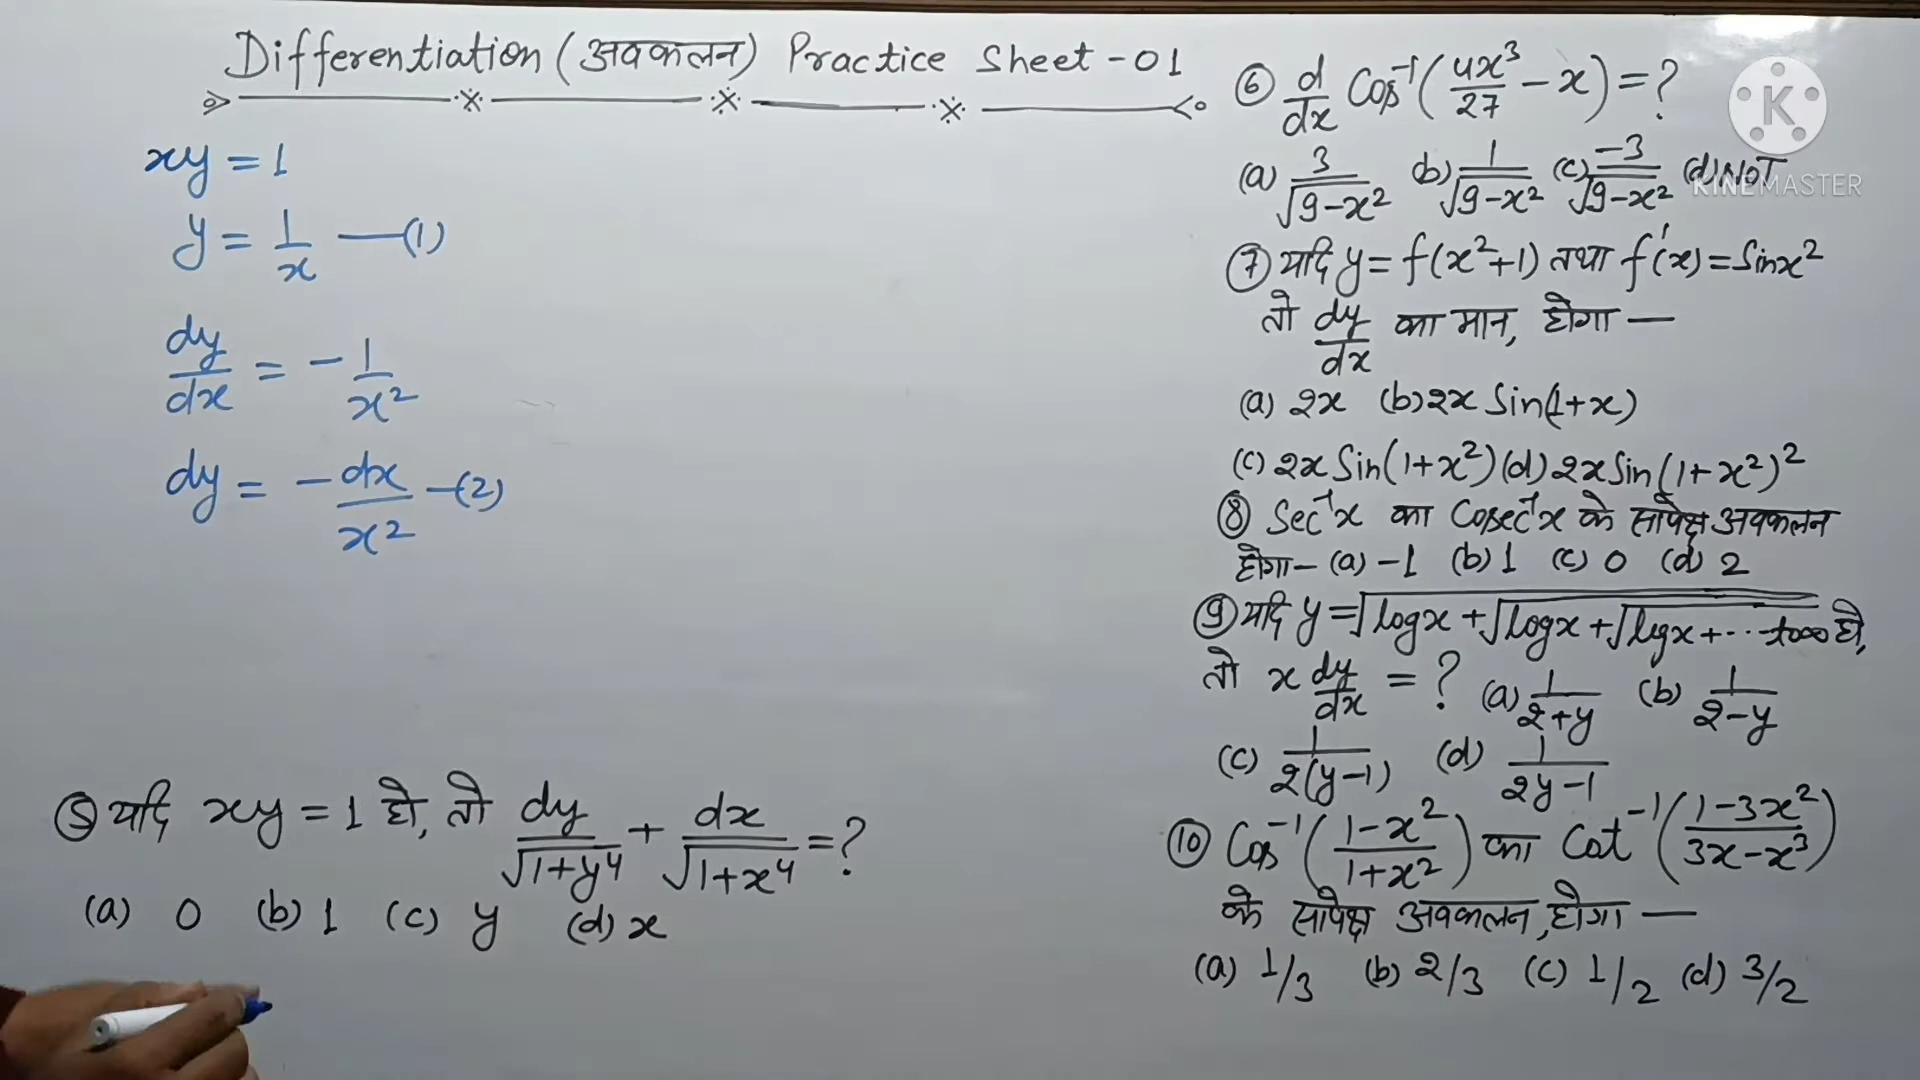 Differentiation (अवकलन) Practice Sheet - 01
xy = 1
y = 1/x —(1)
dy/dx = - 1/x²
dy = - dx/x² —(2)
⑤ यदि xy = 1 हो, तो dy/√(1+y⁴) + dx/√(1+x⁴) = ?
(a) 0 (b) 1 (c) y (d) x
⑥ d/dx Cos⁻¹(4x³/27 - x) = ?
(a) 3/√(9-x²) (b) 1/√(9-x²) (c) -3/√(9-x²) (d) NOT
K
KINEMASTER
⑦ यदि y = f(x²+1) तथा f'(x) = Sinx²
तो dy/dx का मान, होगा —
(a) 2x (b) 2x Sin(1+x)
(c) 2x Sin(1+x²) (d) 2x Sin(1+x²)²
⑧ Sec⁻¹x का Cosec⁻¹x के सापेक्ष अवकलन
होगा — (a) -1 (b) 1 (c) 0 (d) 2
⑨ यदि y = √(logx + √(logx + √(logx + ... to∞ हो,
तो x dy/dx = ? (a) 1/(2+y) (b) 1/(2-y)
(c) 1/(2(y-1)) (d) 1/(2y-1)
⑩ Cos⁻¹((1-x²)/(1+x²)) का Cot⁻¹((1-3x²)/(3x-x³))
के सापेक्ष अवकलन, होगा —
(a) 1/3 (b) 2/3 (c) 1/2 (d) 3/2